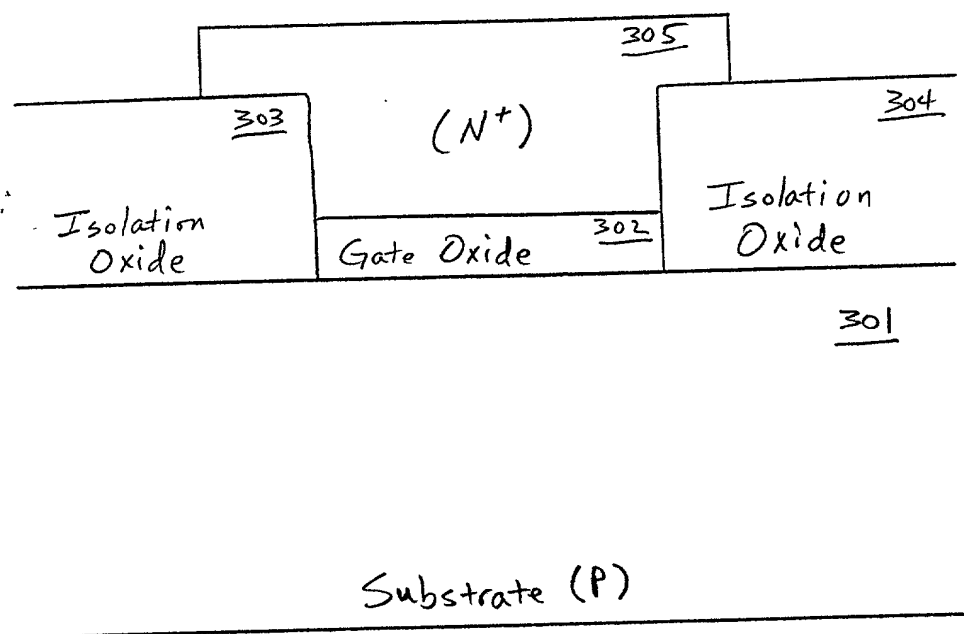 305
303
(N+)
304
Isolation
Oxide
302
Gate Oxide
Isolation
Oxide
301
Substrate (P)